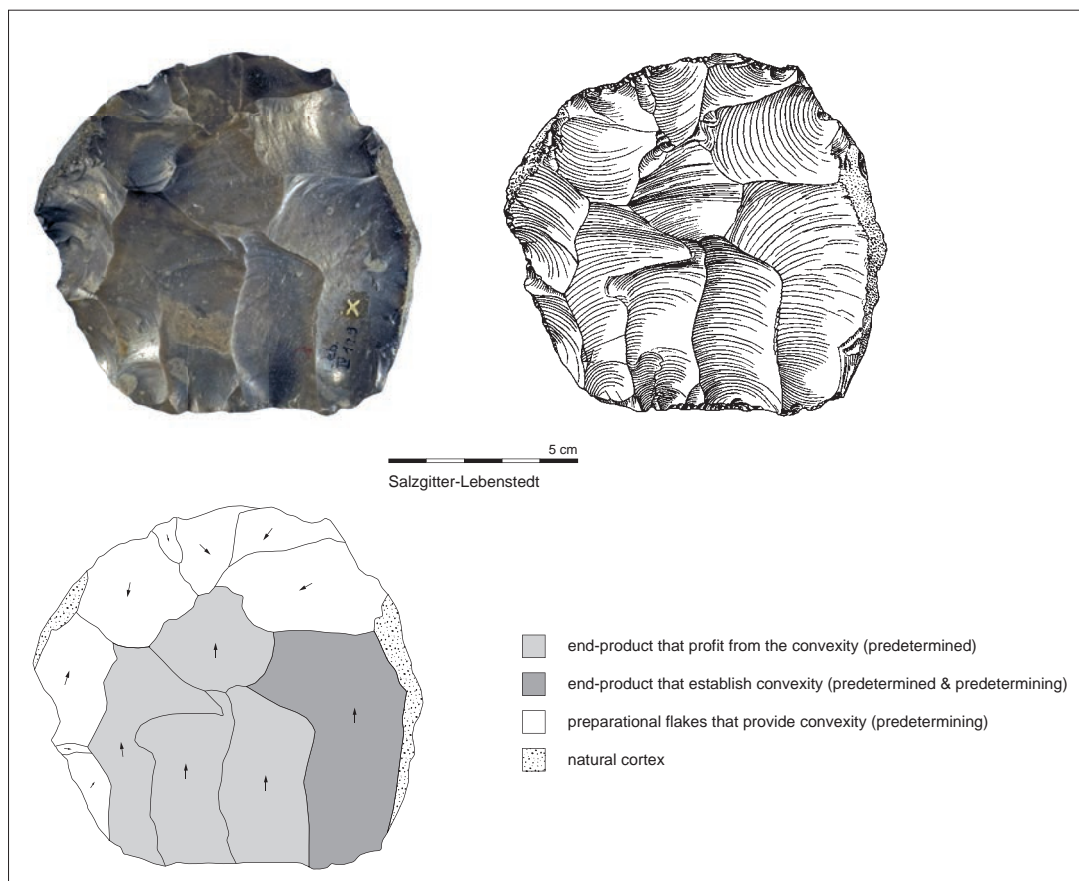 X
5 cm
Salzgitter-Lebenstedt
end-product that profit from the convexity (predetermined)
end-product that establish convexity (predetermined & predetermining)
preparational flakes that provide convexity (predetermining)
natural cortex